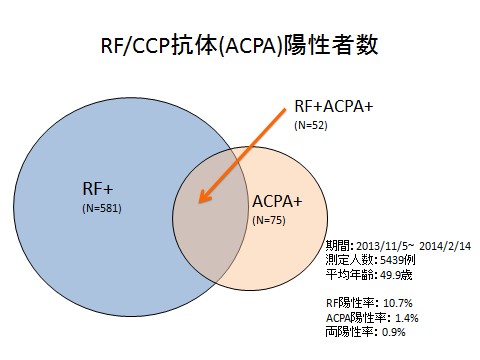 RF/CCP抗体(ACPA)陽性者数
RF+ACPA+
(N=52)
RF+
(N=581)
ACPA+
(N=75)
期間: 2013/11/5~ 2014/2/14
測定人数: 5439例
平均年齢: 49.9歳
RF陽性率: 10.7%
ACPA陽性率: 1.4%
両陽性率: 0.9%